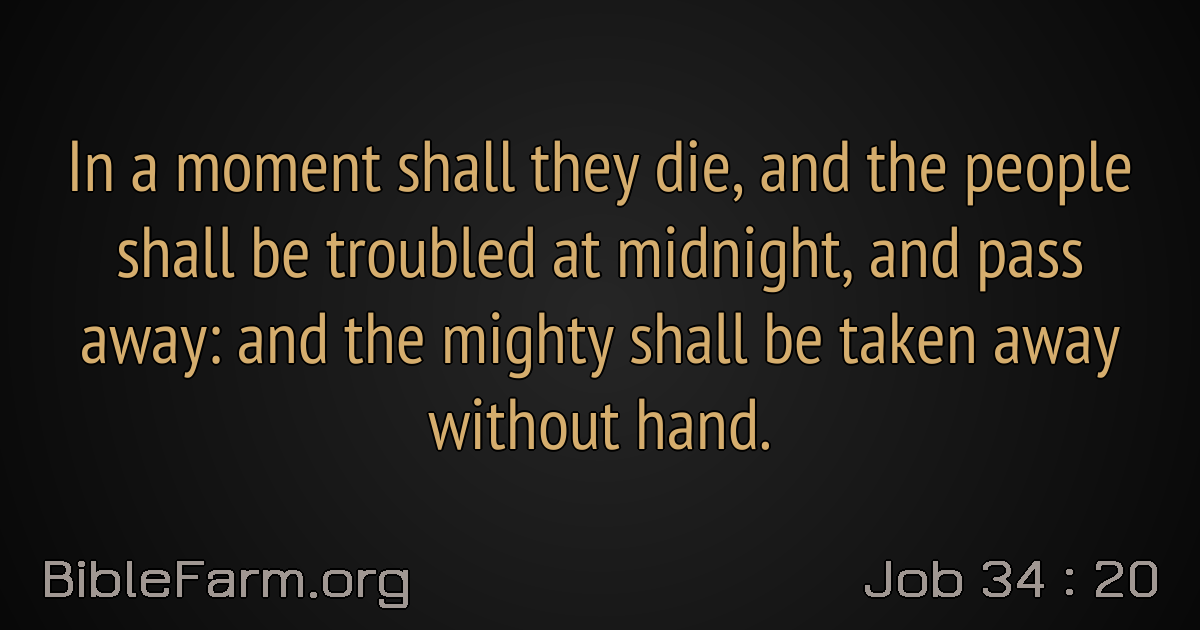 In a moment shall they die, and the people
shall be troubled at midnight, and pass
away: and the mighty shall be taken away
without hand.
BibleFarm.org
Job 34 : 20